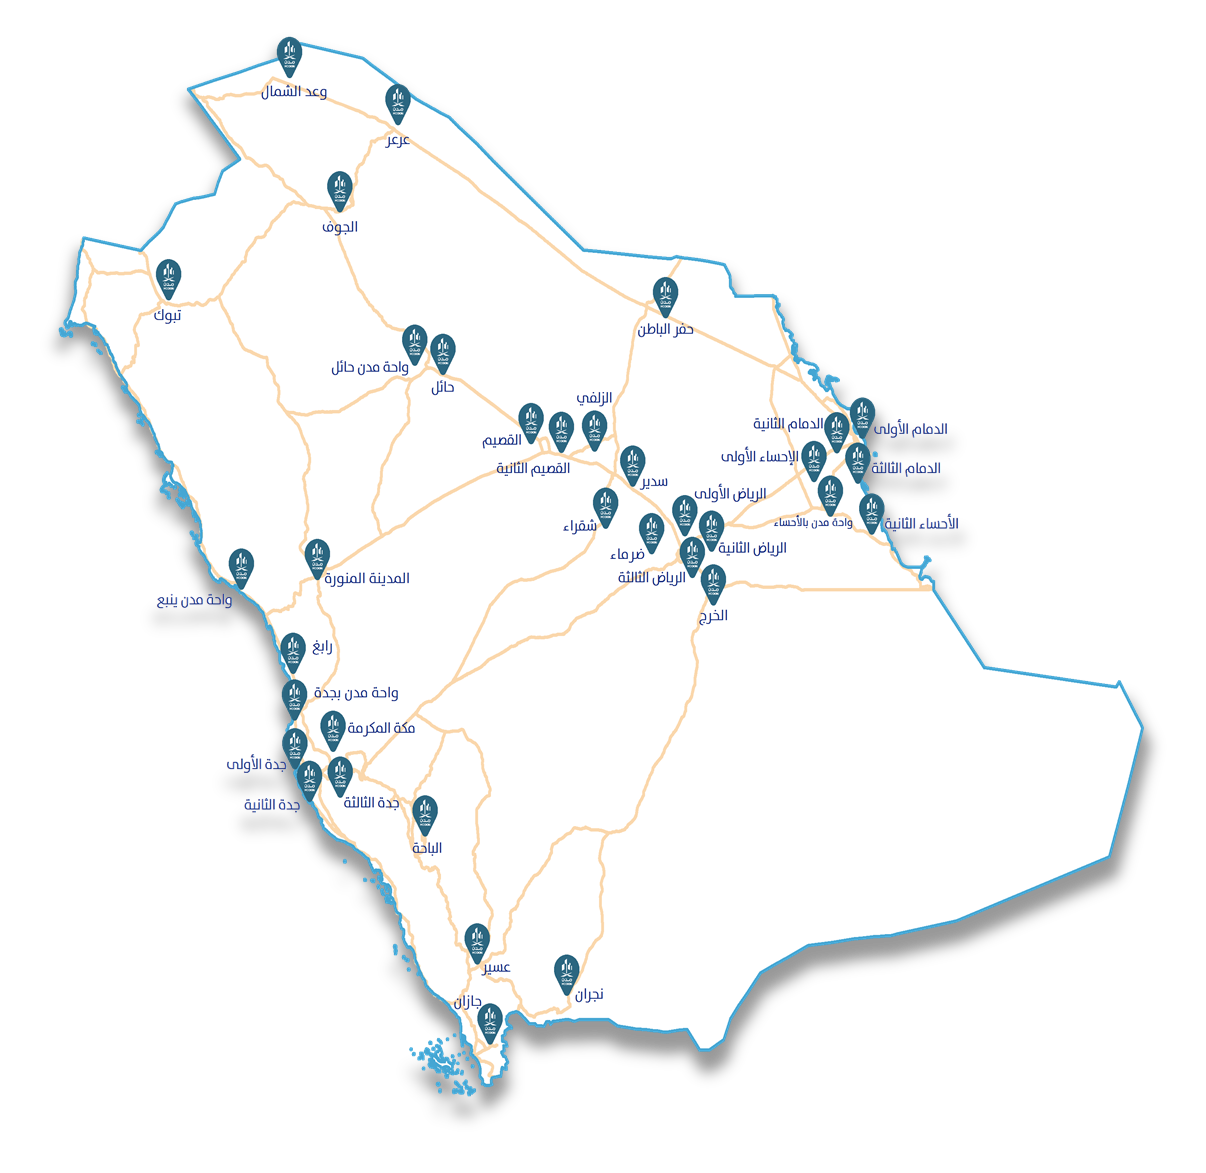 وعد الشمال
عرعر
الجوف
تبوك
حفر الباطن
واحة مدن حائل
حائل
الزلفي
القصيم
القصيم الثانية
الدمام الثانية
الدمام الأولى
الإحساء الأولى
الدمام الثالثة
سدير
الرياض الأولى
شقراء
واحة مدن بالأحساء
الأحساء الثانية
ضرماء
الرياض الثانية
الرياض الثالثة
المدينة المنورة
واحة مدن ينبع
الخرج
رابغ
واحة مدن بجدة
مكة المكرمة
جدة الأولى
جدة الثانية
جدة الثالثة
الباحة
عسير
نجران
جازان